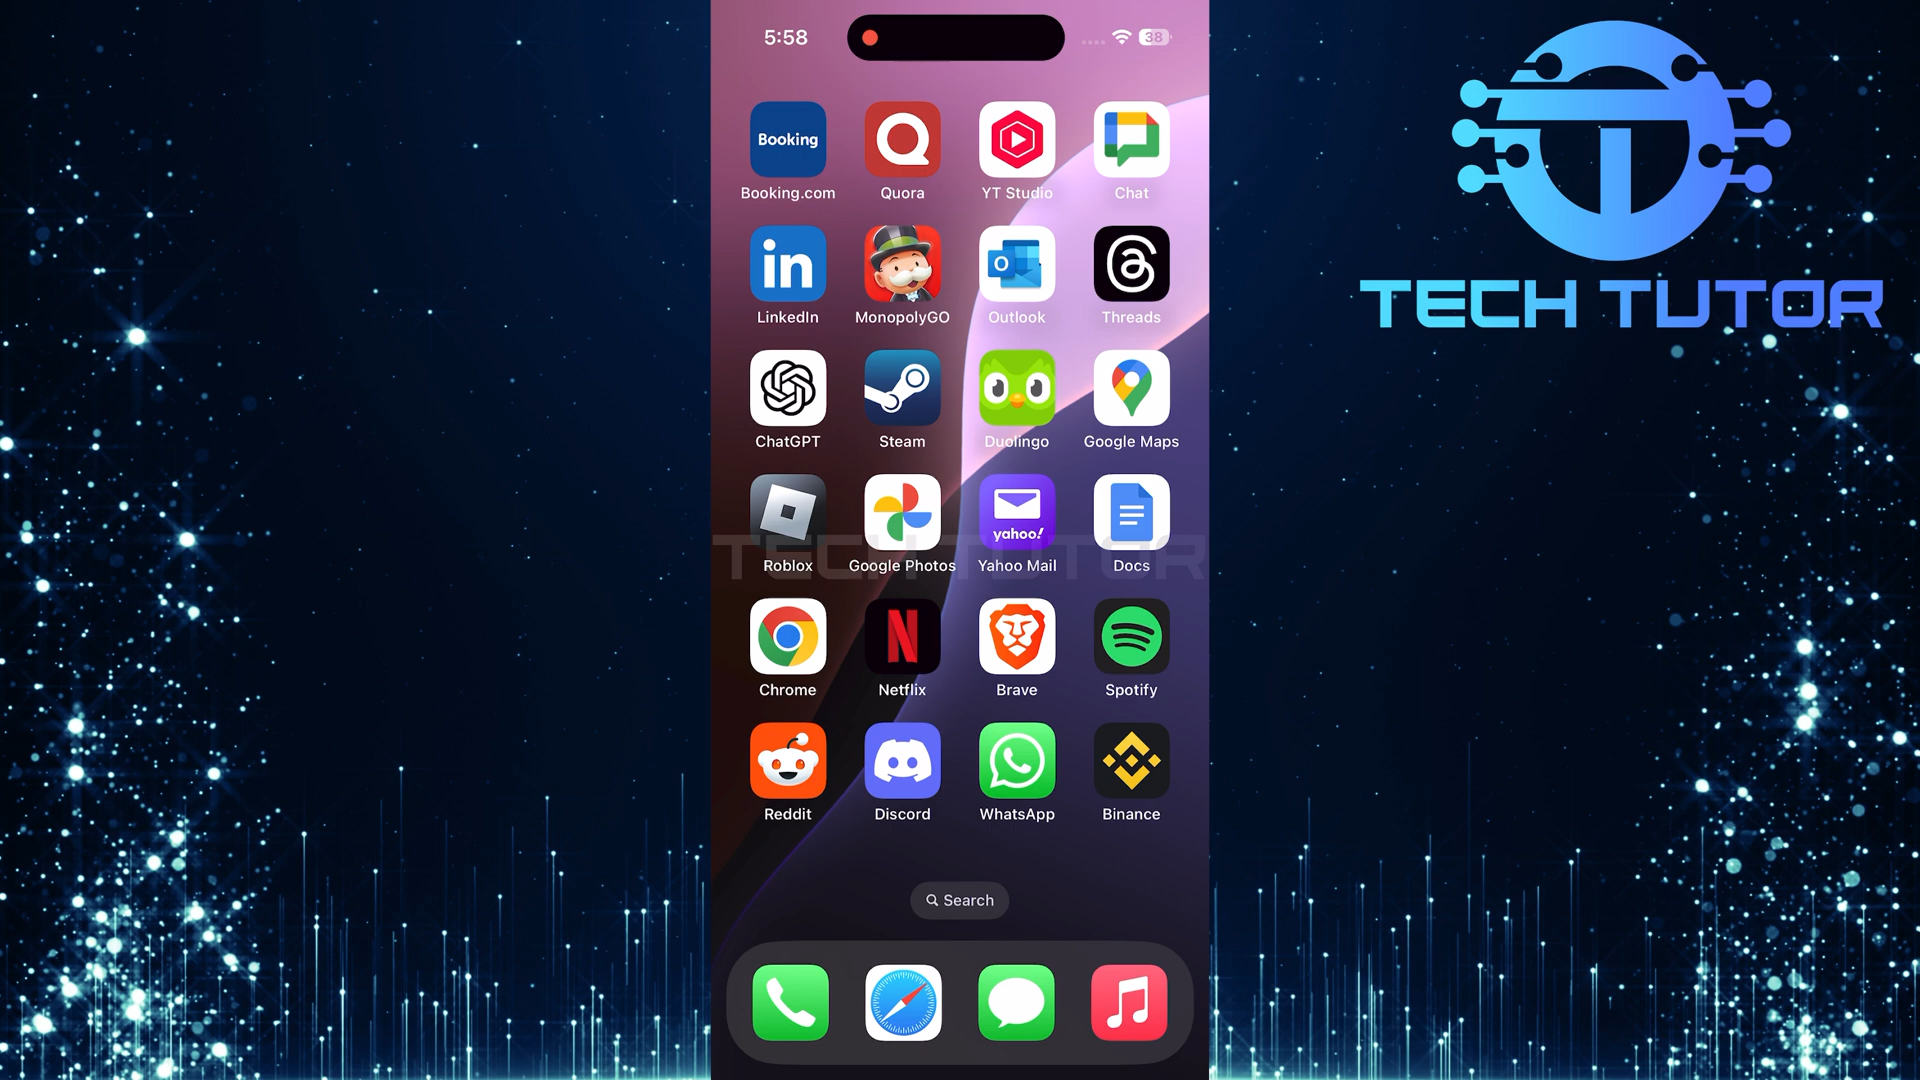 5:58
38
TECH TUTOR
Booking
Booking.com
Quora
YT Studio
Chat
in
LinkedIn
MonopolyGO
O
Outlook
Threads
ChatGPT
Steam
Duolingo
Google Maps
yahoo!
TECH TUTOR
Roblox
Google Photos
Yahoo Mail
Docs
N
Chrome
Netflix
Brave
Spotify
Reddit
Discord
WhatsApp
Binance
Search